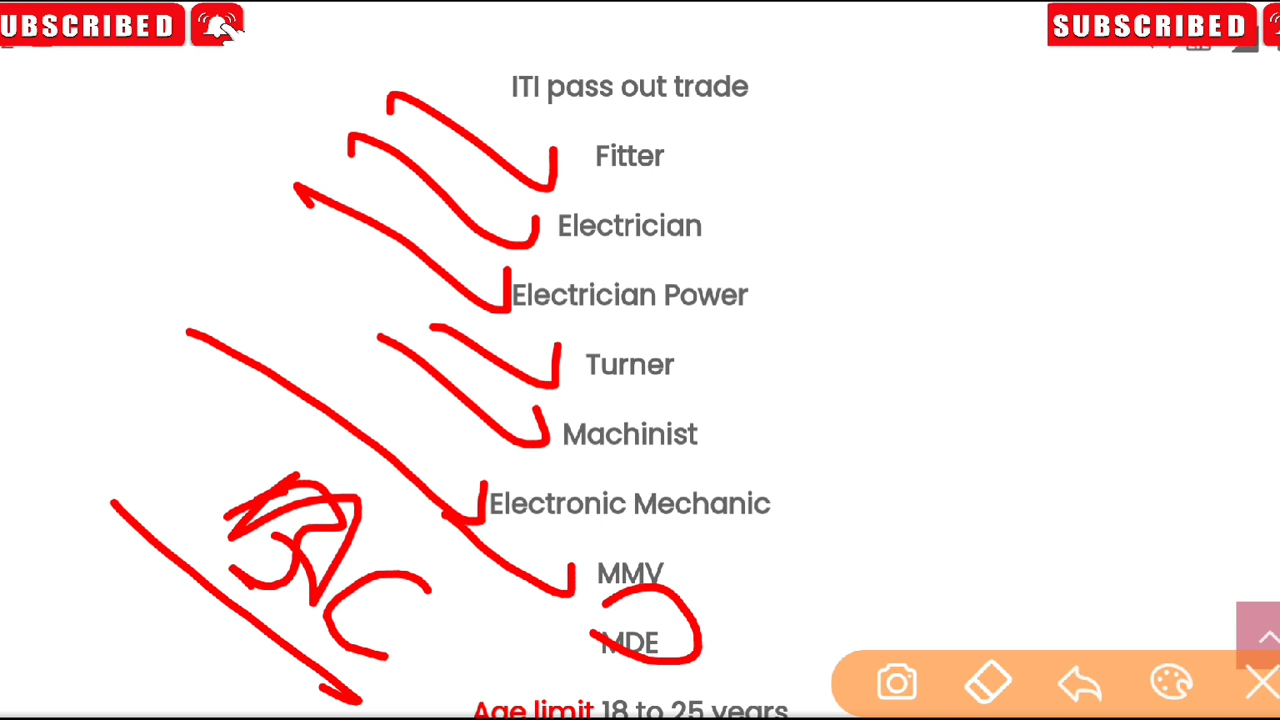 UBSCRIBED
SUBSCRIBED
ITI pass out trade
Fitter
Electrician
Electrician Power
Turner
Machinist
Electronic Mechanic
MMV
MDE
Age limit 18 to 25 years